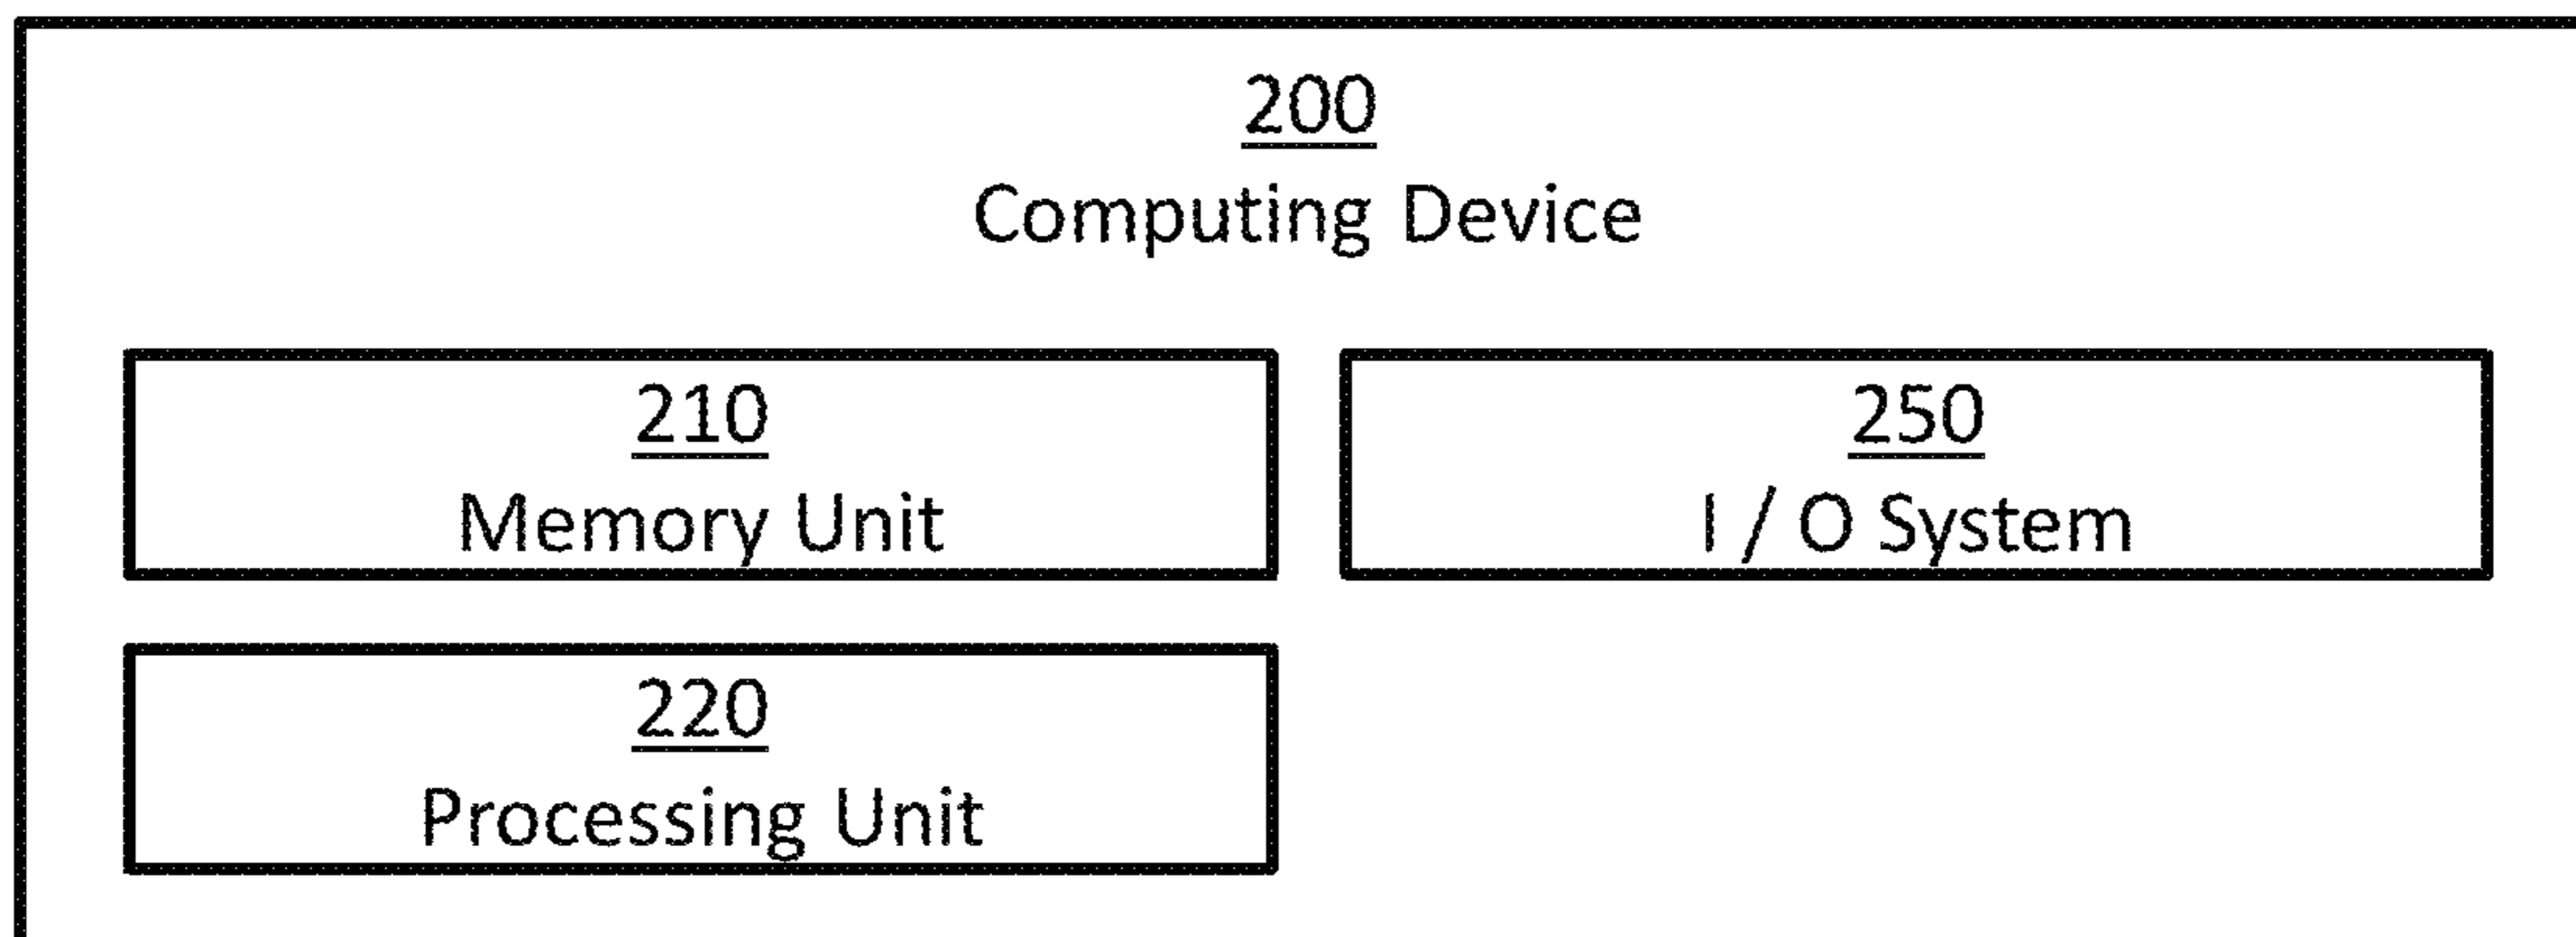 200
Computing Device
210
Memory Unit
250
I / O System
220
Processing Unit